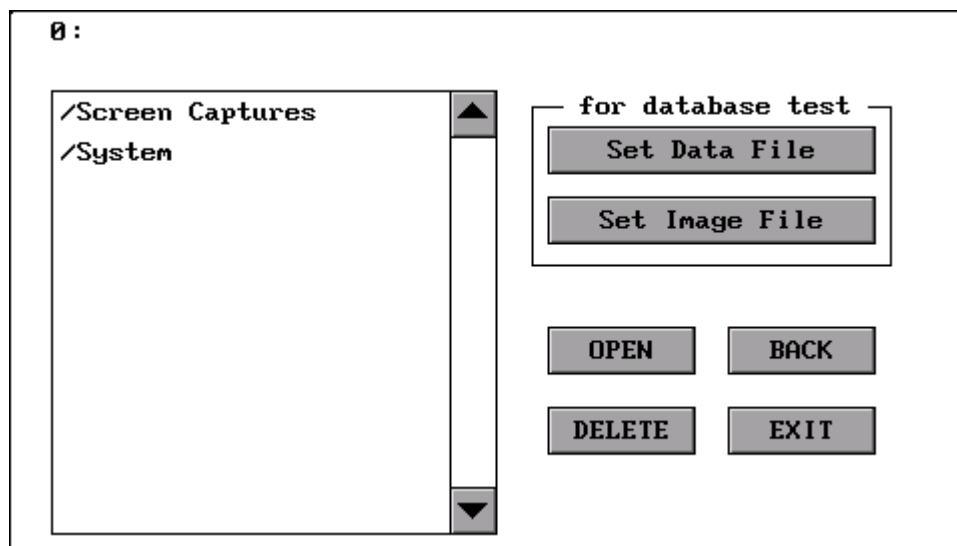 0:
/Screen Captures
/System
for database test
Set Data File
Set Image File
OPEN
BACK
DELETE
EXIT